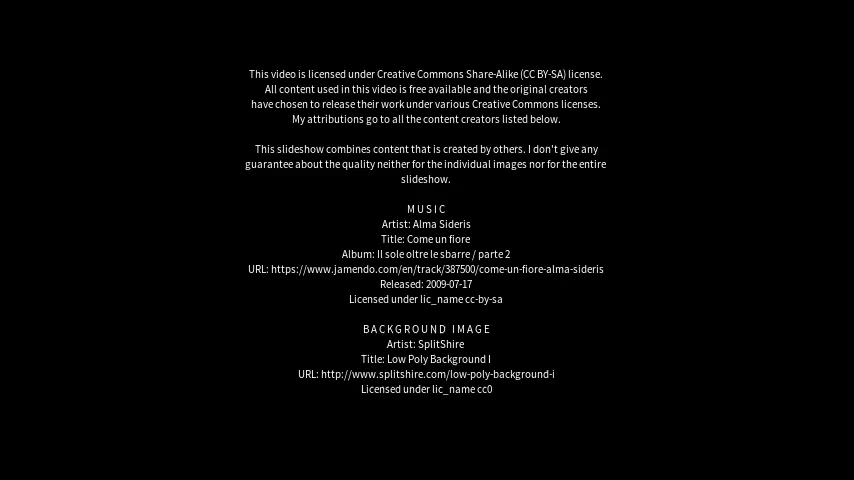 This video is licensed under Creative Commons Share-Alike (CC BY-SA) license.
All content used in this video is free available and the original creators
have chosen to release their work under various Creative Commons licenses.
My attributions go to all the content creators listed below.
This slideshow combines content that is created by others. I don't give any
guarantee about the quality neither for the individual images nor for the entire
slideshow.
MUSIC
Artist: Alma Sideris
Title: Come un fiore
Album: Il sole oltre le sbarre / parte 2
URL: https://www.jamendo.com/en/track/387500/come-un-fiore-alma-sideris
Released: 2009-07-17
Licensed under lic_name cc-by-sa
BACKGROUND IMAGE
Artist: SplitShire
Title: Low Poly Background I
URL: http://www.splitshire.com/low-poly-background-i
Licensed under lic_name cc0